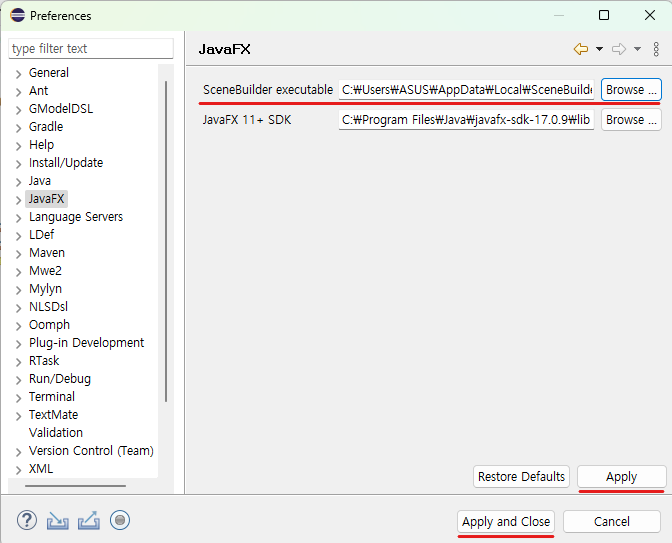 Preferences
type filter text
JavaFX
General
Ant
GModelDSL
Gradle
Help
Install/Update
Java
JavaFX
Language Servers
LDef
Maven
Mwe2
Mylyn
NLSDsl
Oomph
Plug-in Development
RTask
Run/Debug
Terminal
TextMate
Validation
Version Control (Team)
XML
SceneBuilder executable C:₩Users₩ASUS₩AppData₩Local₩SceneBuilde Browse ...
JavaFX 11+ SDK C:₩Program Files₩Java₩javafx-sdk-17.0.9₩lib Browse ...
Restore Defaults Apply
? Apply and Close Cancel